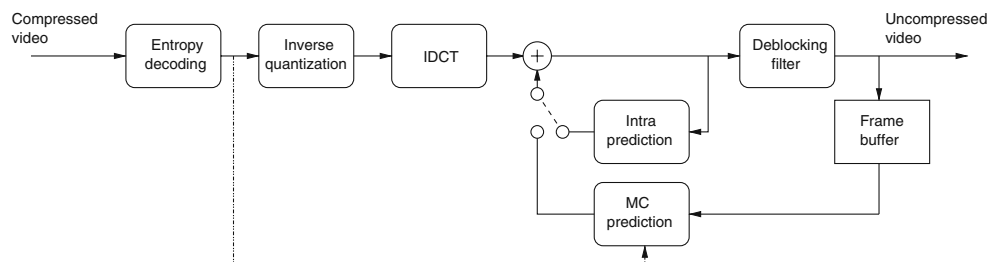 Compressed
video
Entropy
decoding
Inverse
quantization
IDCT
+
Deblocking
filter
Uncompressed
video
Intra
prediction
Frame
buffer
MC
prediction